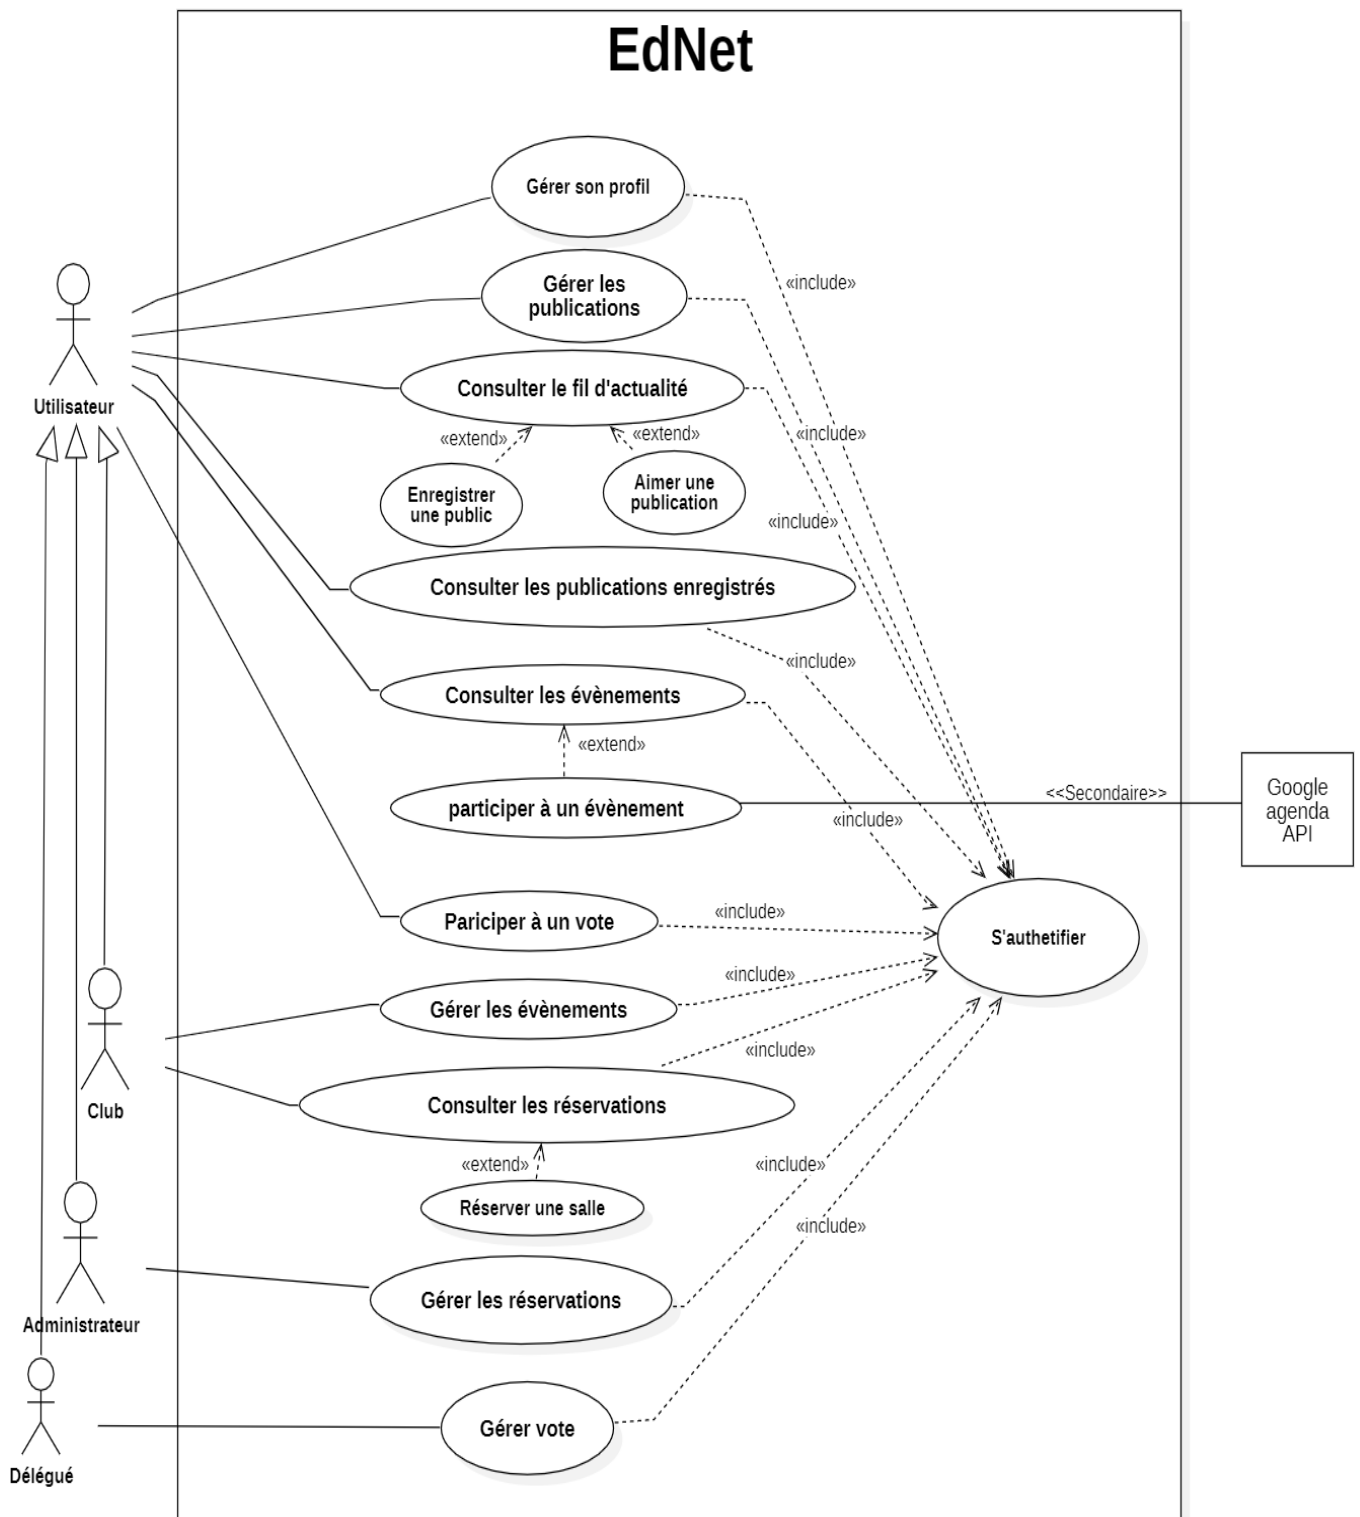 EdNet
Gérer son profil
«include»
Gérer les
publications
Utilisateur
Consulter le fil d'actualité
«extend»
«extend»
«include»
Enregistrer
une public
Aimer une
publication
«include»
Consulter les publications enregistrés
«include»
Consulter les évènements
«extend»
participer à un évènement
<<Secondaire>>
Google
agenda
API
«include»
Pariciper à un vote
«include»
S'authetifier
«include»
Gérer les évènements
«include»
Club
Consulter les réservations
«extend»
«include»
Réserver une salle
«include»
Gérer les réservations
Administrateur
Gérer vote
Délégué